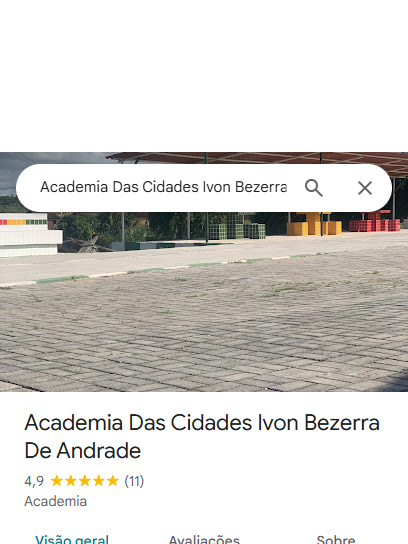 Academia Das Cidades Ivon Bezerra
Academia Das Cidades Ivon Bezerra
De Andrade
4,9 ★★★★★ (11)
Academia
Visão geral
Avaliações
Sobre